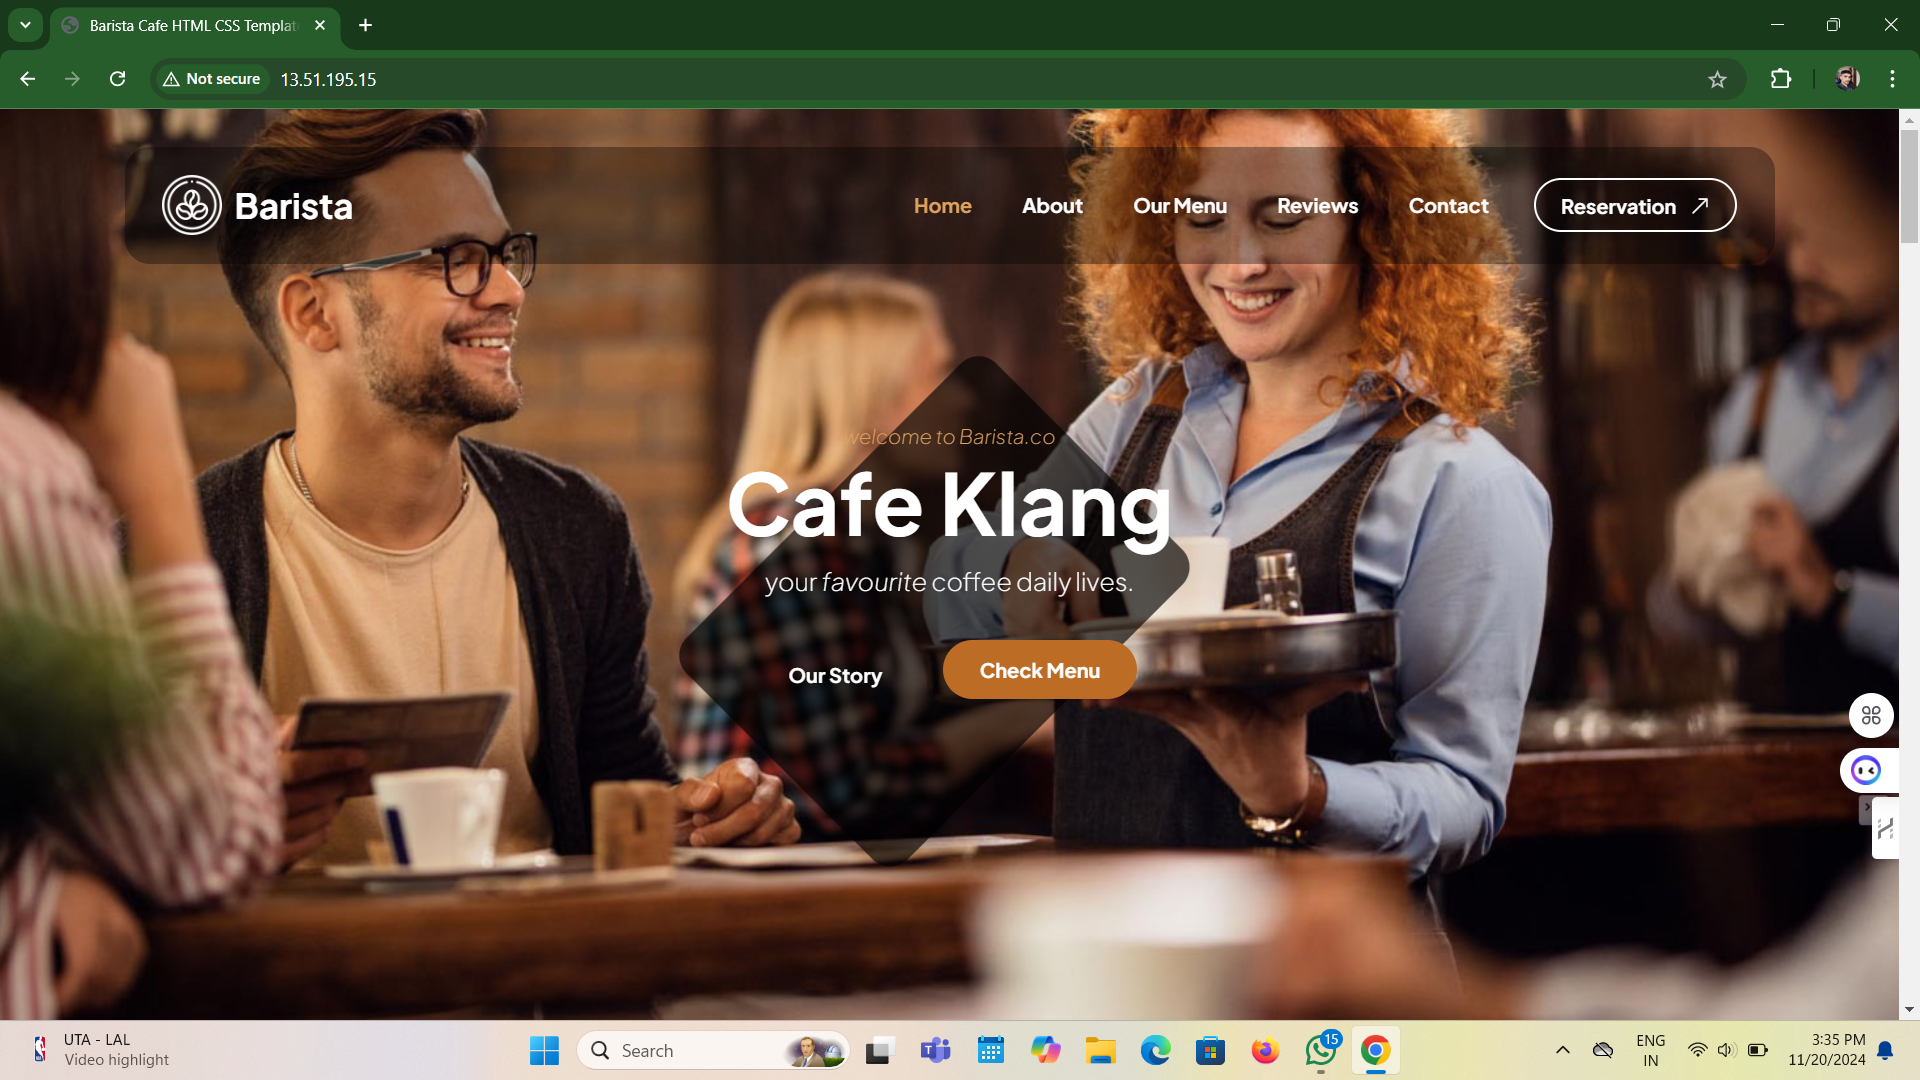 Barista Cafe HTML CSS Templat
Not secure
13.51.195.15
Barista
Home
About
Our Menu
Reviews
Contact
Reservation
welcome to Barista.co
Cafe Klang
your favourite coffee daily lives.
Our Story
Check Menu
UTA - LAL
Video highlight
Search
15
ENG
IN
3:35 PM
11/20/2024